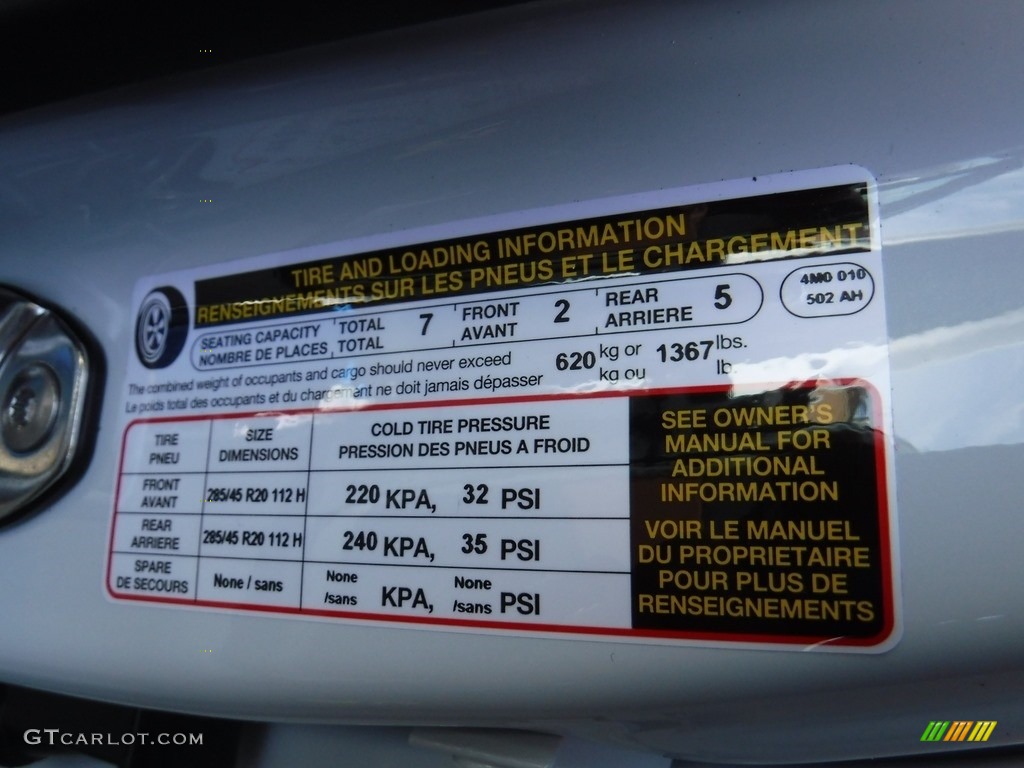 TIRE AND LOADING INFORMATION
RENSEIGNEMENTS SUR LES PNEUS ET LE CHARGEMENT
SEATING CAPACITY TOTAL 7 FRONT 2 REAR 5
NOMBRE DE PLACES TOTAL AVANT ARRIERE
4M0 010
502 AH
The combined weight of occupants and cargo should never exceed 620 kg or 1367 lbs.
Le poids total des occupants et du chargement ne doit jamais dépasser kg ou lb.
TIRE SIZE COLD TIRE PRESSURE
PNEU DIMENSIONS PRESSION DES PNEUS A FROID
FRONT
AVANT 285/45 R20 112 H 220 KPA, 32 PSI
REAR
ARRIERE 285/45 R20 112 H 240 KPA, 35 PSI
SPARE None / sans None KPA, None PSI
DE SECOURS /sans /sans
SEE OWNER'S
MANUAL FOR
ADDITIONAL
INFORMATION
VOIR LE MANUEL
DU PROPRIETAIRE
POUR PLUS DE
RENSEIGNEMENTS
GTCARLOT.COM